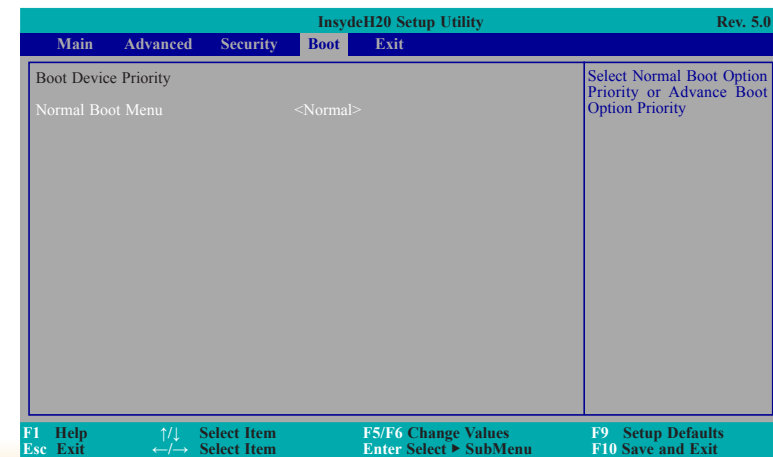 InsydeH20 Setup Utility Rev. 5.0
Main Advanced Security Boot Exit
Boot Device Priority
Normal Boot Menu <Normal>
Select Normal Boot Option
Priority or Advance Boot
Option Priority
F1 Help ↑/↓ Select Item F5/F6 Change Values F9 Setup Defaults
Esc Exit ←/→ Select Item Enter Select ▶ SubMenu F10 Save and Exit